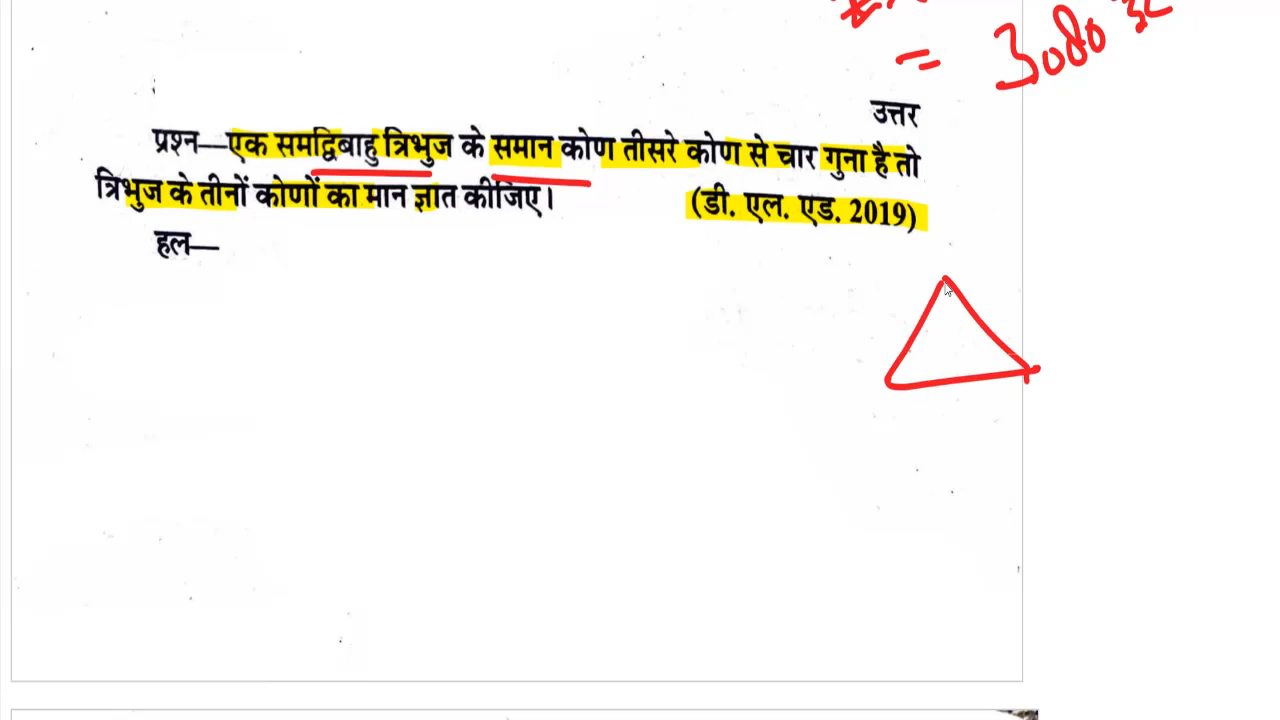 = 3080
उत्तर
प्रश्न—एक समद्विबाहु त्रिभुज के समान कोण तीसरे कोण से चार गुना है तो
त्रिभुज के तीनों कोणों का मान ज्ञात कीजिए। (डी. एल. एड. 2019)
हल—